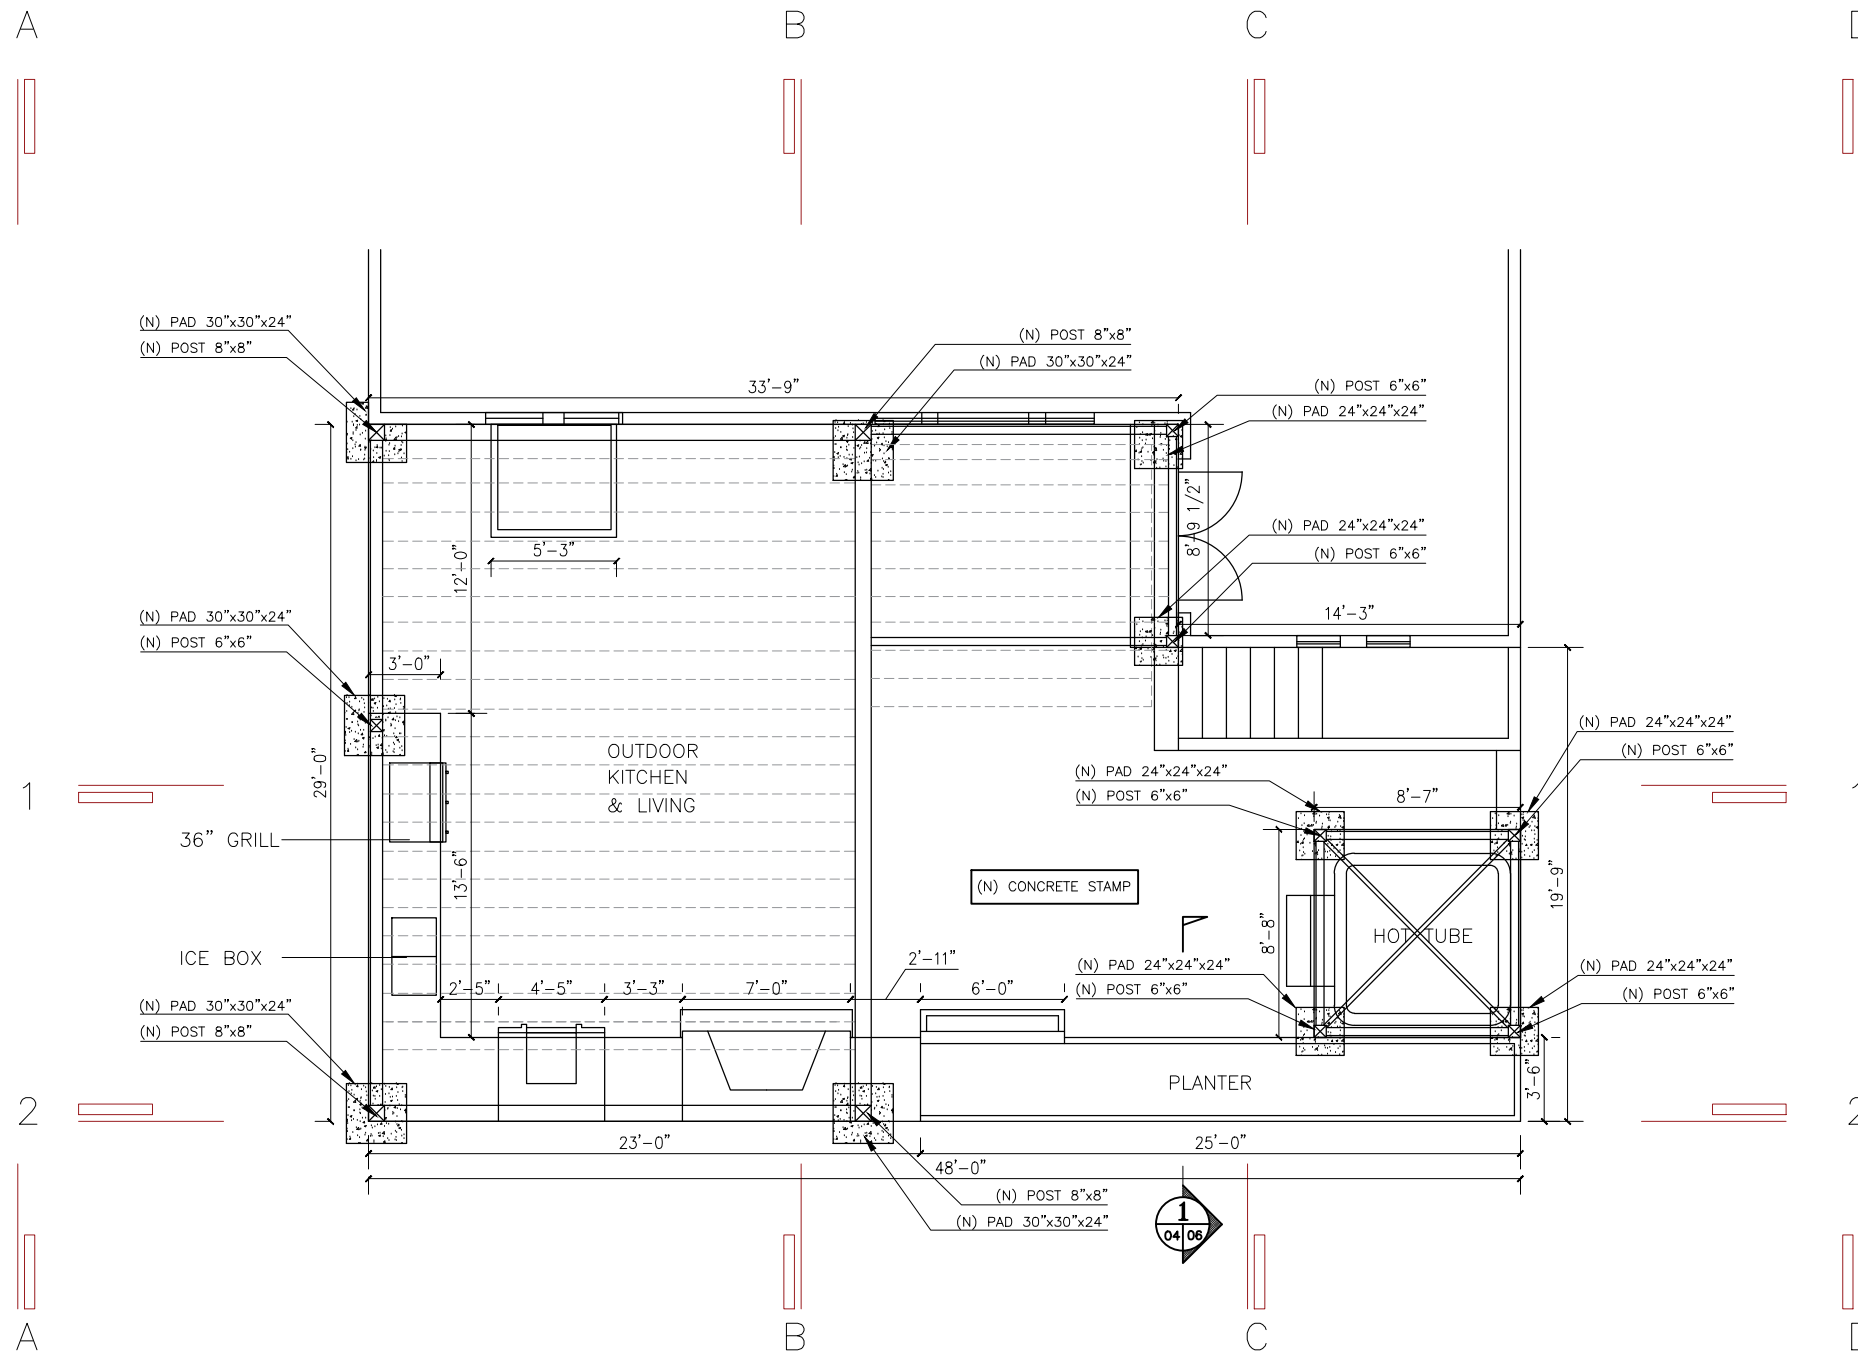 A
B
C
(N) PAD 30"x30"x24"
(N) POST 8"x8"
(N) POST 8"x8"
(N) PAD 30"x30"x24"
33'-9"
(N) POST 6"x6"
(N) PAD 24"x24"x24"
8'-9 1/2"
(N) PAD 24"x24"x24"
(N) POST 6"x6"
5'-3"
12'-0"
14'-3"
(N) PAD 30"x30"x24"
(N) POST 6"x6"
3'-0"
(N) PAD 24"x24"x24"
(N) POST 6"x6"
OUTDOOR
KITCHEN
& LIVING
29'-0"
1
(N) PAD 24"x24"x24"
(N) POST 6"x6"
8'-7"
36" GRILL
13'-6"
(N) CONCRETE STAMP
19'-9"
8'-8"
HOT TUBE
ICE BOX
2'-11"
(N) PAD 24"x24"x24"
(N) POST 6"x6"
(N) PAD 24"x24"x24"
(N) POST 6"x6"
2'-5"
4'-5"
3'-3"
7'-0"
6'-0"
(N) PAD 30"x30"x24"
(N) POST 8"x8"
PLANTER
3'-6"
2
23'-0"
25'-0"
48'-0"
(N) POST 8"x8"
(N) PAD 30"x30"x24"
1
04 06
A
B
C